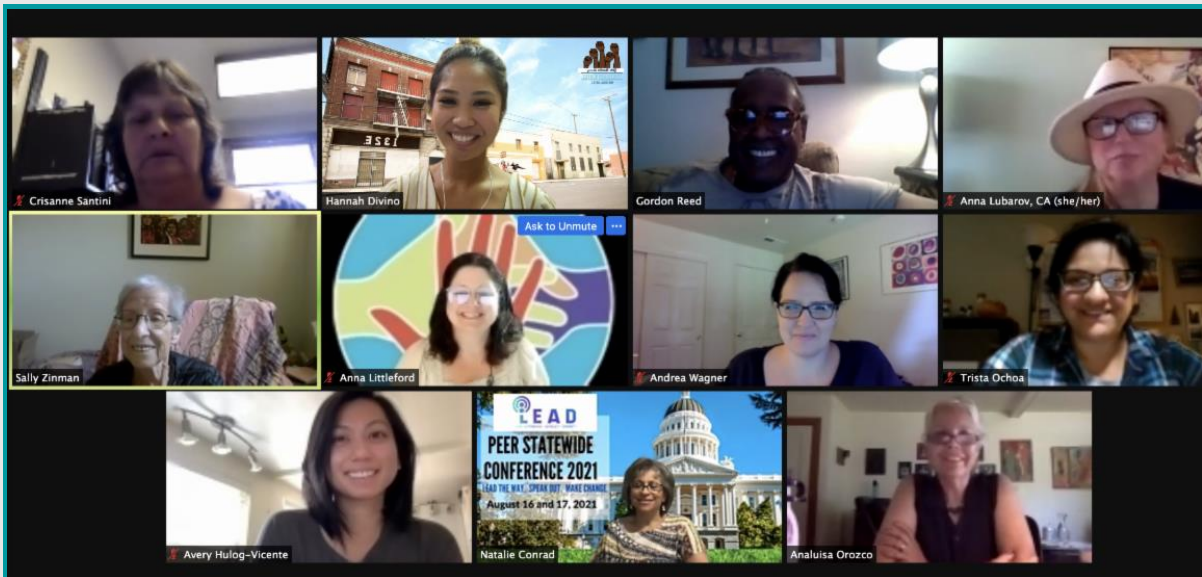 Crisanne Santini
1325
Hannah Divino
Gordon Reed
Anna Lubarov, CA (she/her)
Sally Zinman
Ask to Unmute
Anna Littleford
Andrea Wagner
Trista Ochoa
Avery Hulog-Vicente
LEAD
PEER STATEWIDE
CONFERENCE 2021
LEAD THE WAY. SPEAK OUT. MAKE CHANGE
August 16 and 17, 2021
Natalie Conrad
Analuisa Orozco